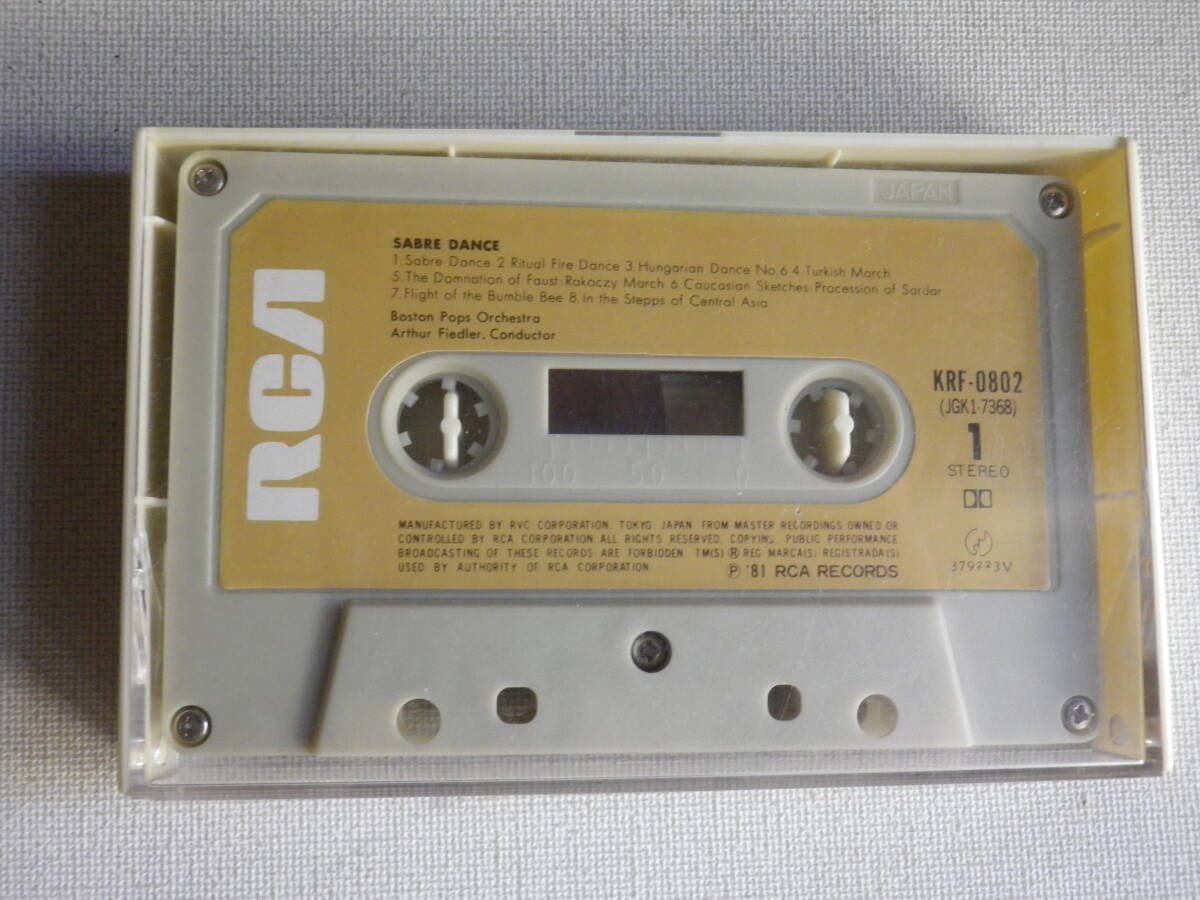 JAPAN
RCA
SABRE DANCE
1. Sabre Dance 2. Ritual Fire Dance 3. Hungarian Dance No.6 4. Turkish March
5. The Damnation of Faust: Rakoczy March 6. Caucasian Sketches: Procession of Sardar
7. Flight of the Bumble Bee 8. In the Stepps of Central Asia
Boston Pops Orchestra
Arthur Fiedler, Conductor
KRF-0802
(JGK1-7368)
1
STEREO
100 50 0
MANUFACTURED BY RVC CORPORATION, TOKYO, JAPAN. FROM MASTER RECORDINGS OWNED OR
CONTROLLED BY RCA CORPORATION. ALL RIGHTS RESERVED. COPYING, PUBLIC PERFORMANCE,
BROADCASTING OF THESE RECORDS ARE FORBIDDEN. TM(S) ® REG. MARCA(S) REGISTRADA(S)
USED BY AUTHORITY OF RCA CORPORATION.
℗ '81 RCA RECORDS
379223V